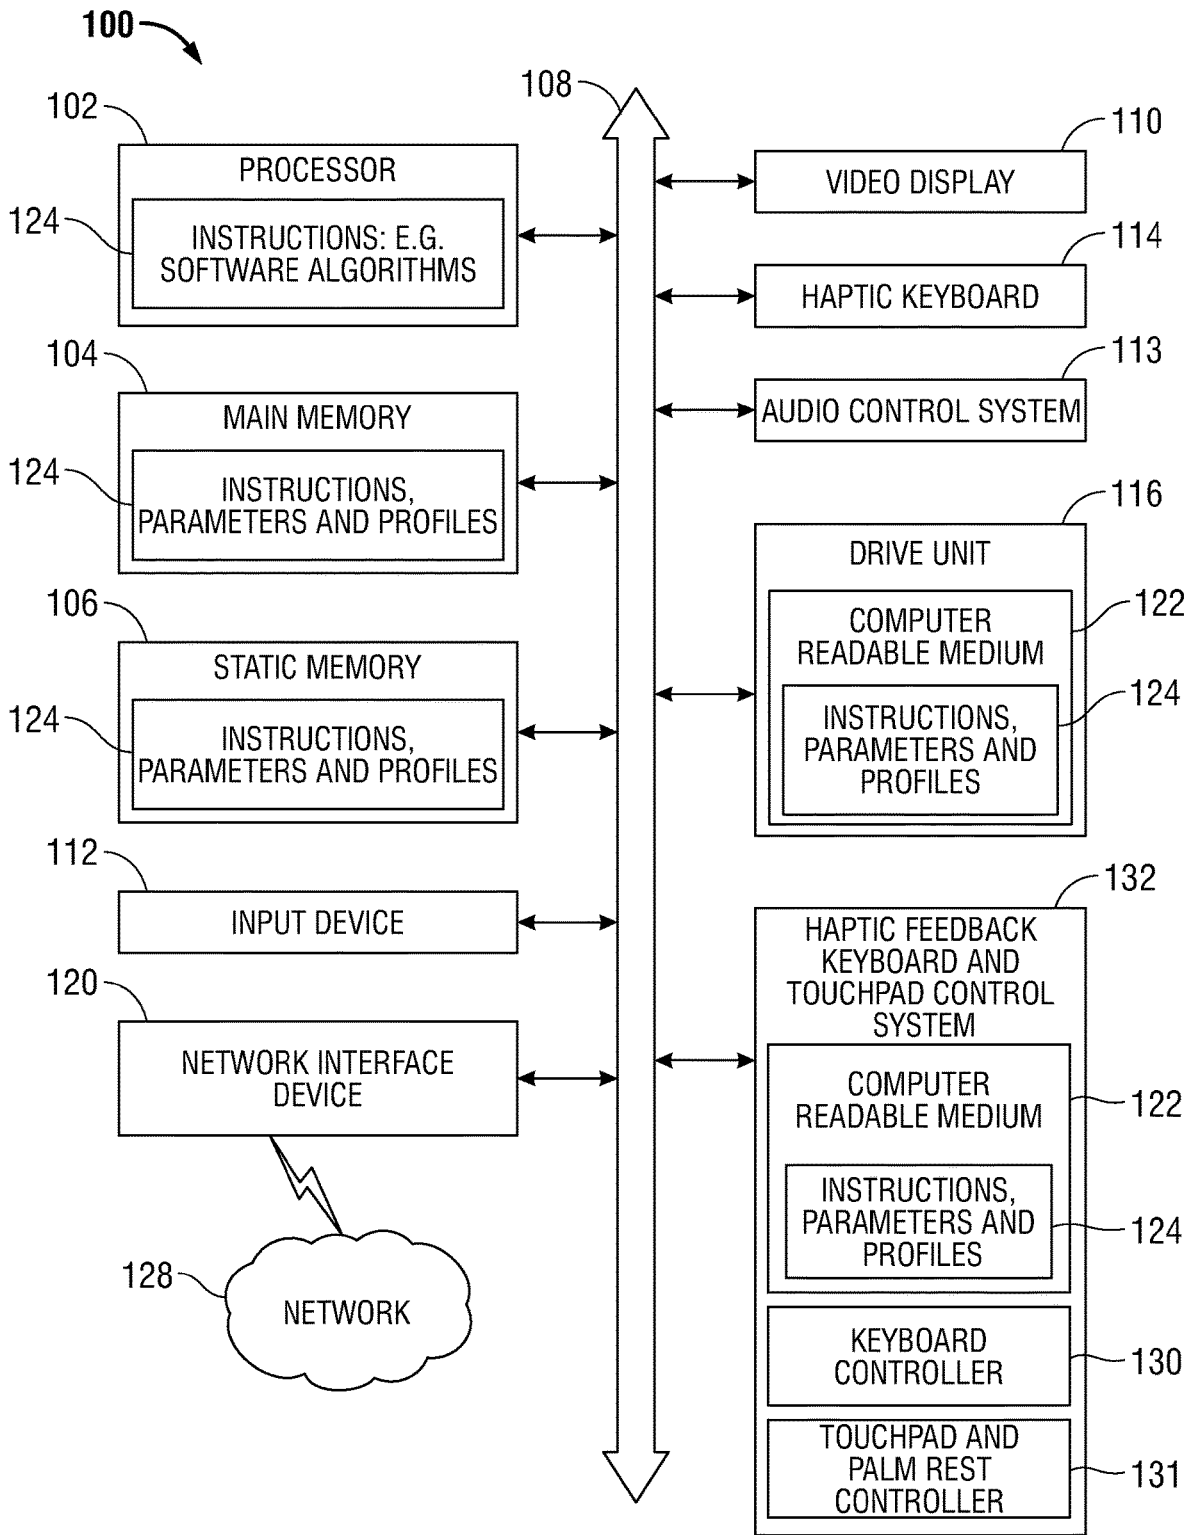 100
108
102
PROCESSOR
124
INSTRUCTIONS: E.G.
SOFTWARE ALGORITHMS
104
MAIN MEMORY
124
INSTRUCTIONS,
PARAMETERS AND PROFILES
106
STATIC MEMORY
124
INSTRUCTIONS,
PARAMETERS AND PROFILES
112
INPUT DEVICE
120
NETWORK INTERFACE
DEVICE
128
NETWORK
110
VIDEO DISPLAY
114
HAPTIC KEYBOARD
113
AUDIO CONTROL SYSTEM
116
DRIVE UNIT
COMPUTER
READABLE MEDIUM
122
INSTRUCTIONS,
PARAMETERS AND
PROFILES
124
132
HAPTIC FEEDBACK
KEYBOARD AND
TOUCHPAD CONTROL
SYSTEM
COMPUTER
READABLE MEDIUM
122
INSTRUCTIONS,
PARAMETERS AND
PROFILES
124
KEYBOARD
CONTROLLER
130
TOUCHPAD AND
PALM REST
CONTROLLER
131